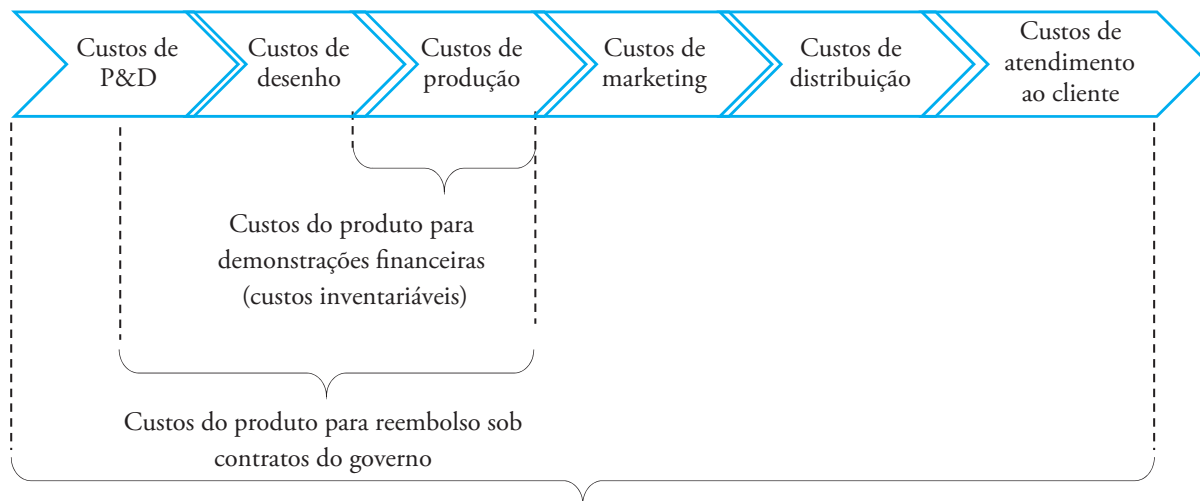 Custos de
P&D
Custos de
desenho
Custos de
produção
Custos de
marketing
Custos de
distribuição
Custos de
atendimento
ao cliente
Custos do produto para
demonstrações financeiras
(custos inventariáveis)
Custos do produto para reembolso sob
contratos do governo